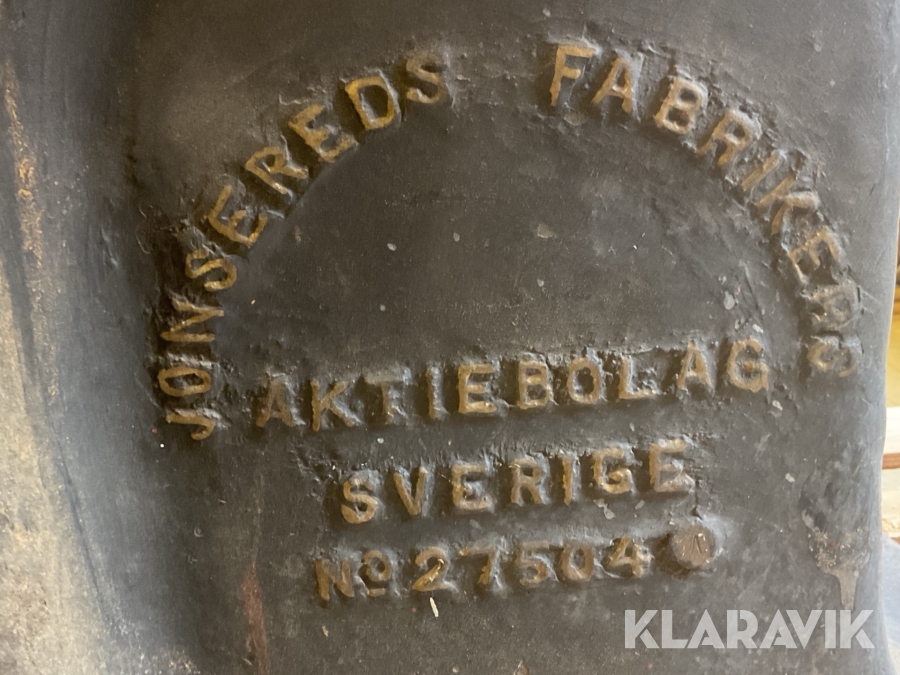 JONSEREDS FABRIKERS
AKTIEBOLAG
SVERIGE
No 27504
KLARAVIK